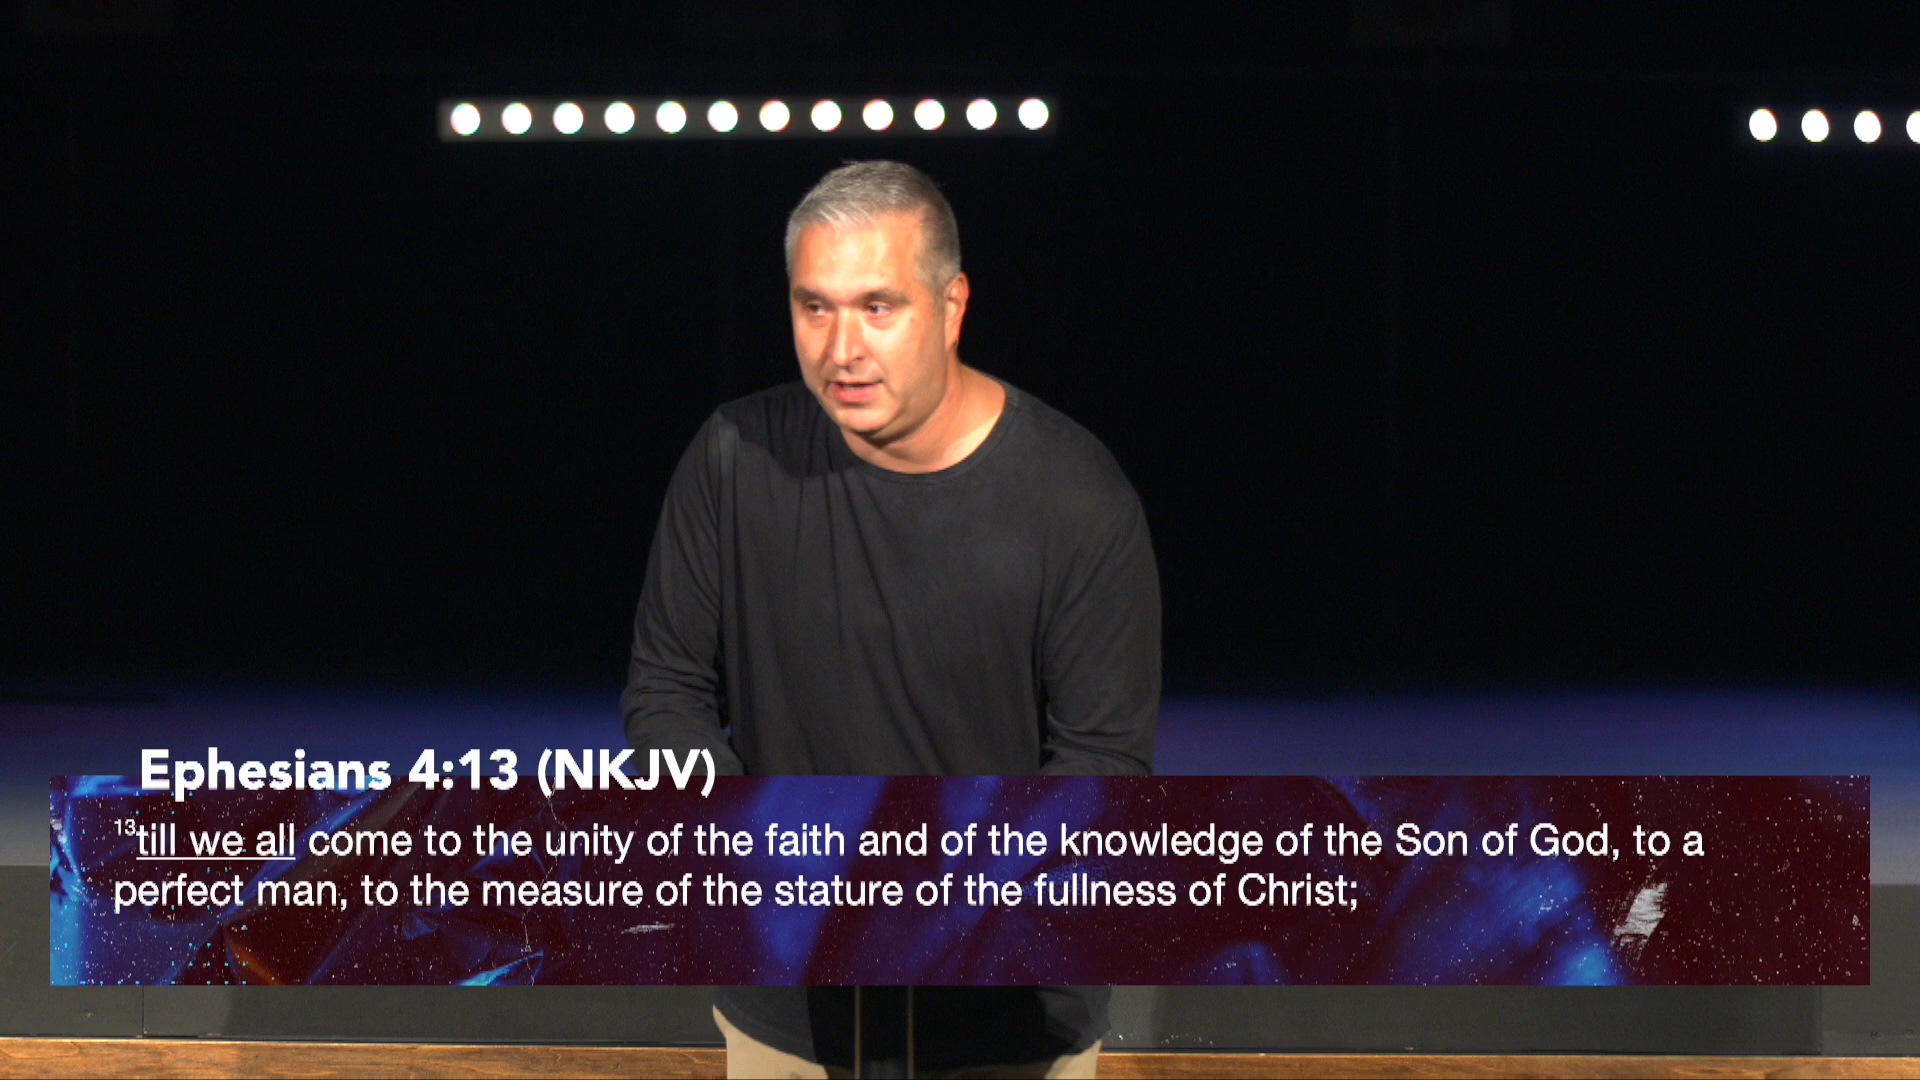 Ephesians 4:13 (NKJV)
13till we all come to the unity of the faith and of the knowledge of the Son of God, to a
perfect man, to the measure of the stature of the fullness of Christ;